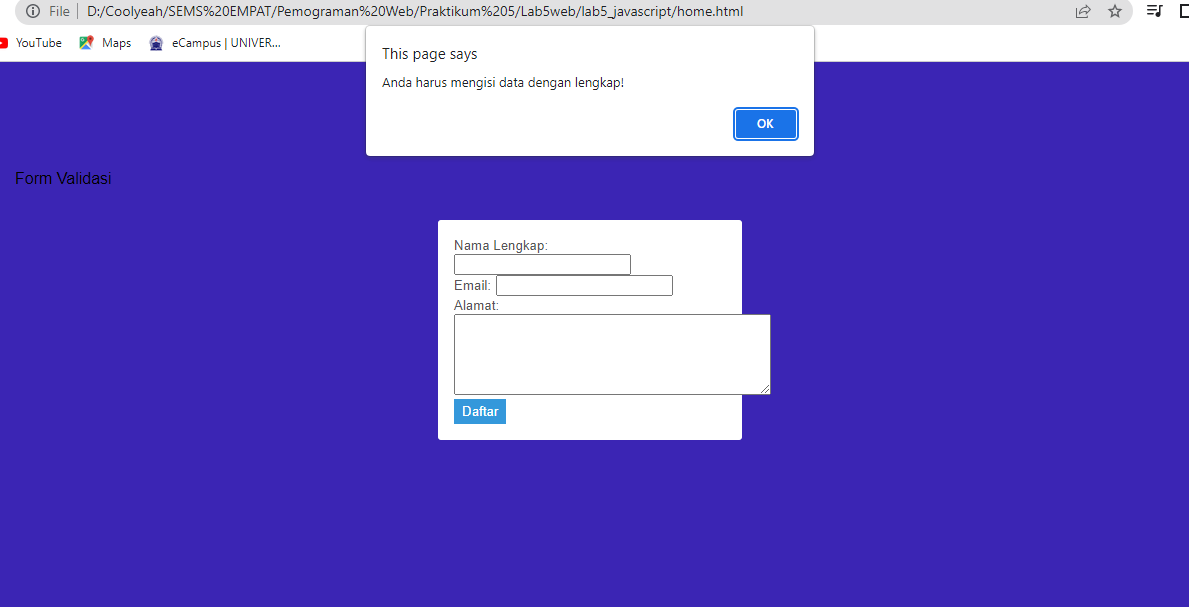 File | D:/Coolyeah/SEMS%20EMPAT/Pemograman%20Web/Praktikum%205/Lab5web/lab5_javascript/home.html
YouTube Maps eCampus | UNIVER...
This page says
Anda harus mengisi data dengan lengkap!
OK
Form Validasi
Nama Lengkap:
Email:
Alamat:
Daftar